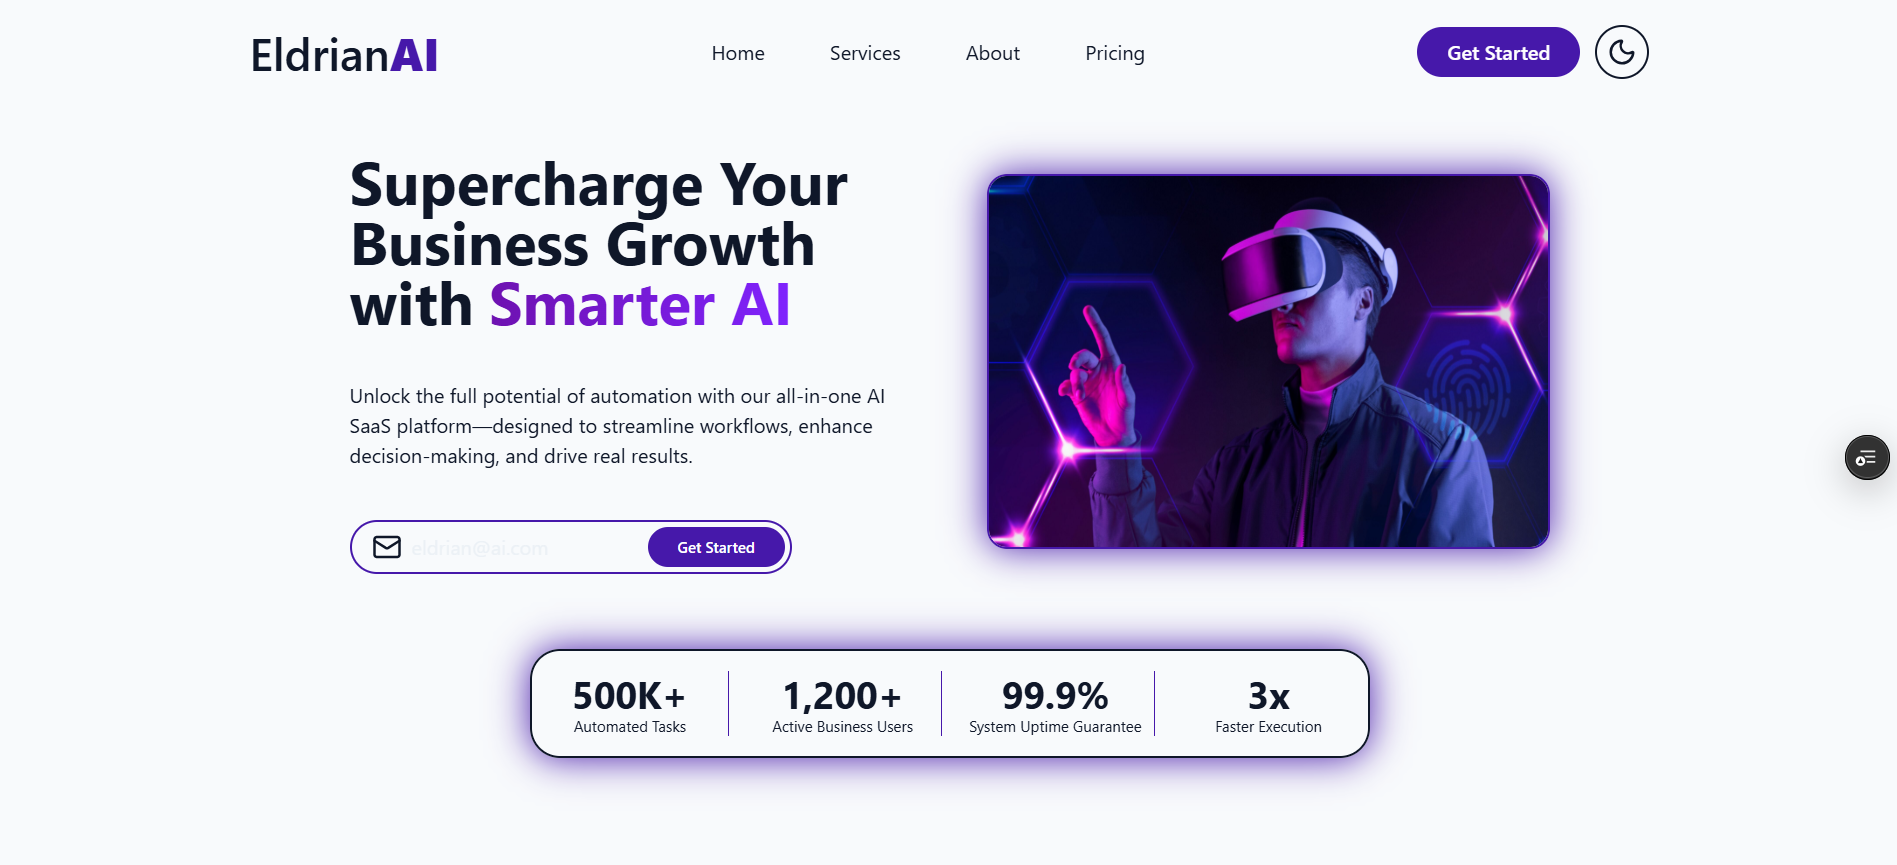 EldrianAI
Home
Services
About
Pricing
Get Started
Supercharge Your
Business Growth
with Smarter AI
Unlock the full potential of automation with our all-in-one AI
SaaS platform—designed to streamline workflows, enhance
decision-making, and drive real results.
eldrian@ai.com
Get Started
500K+
Automated Tasks
1,200+
Active Business Users
99.9%
System Uptime Guarantee
3x
Faster Execution